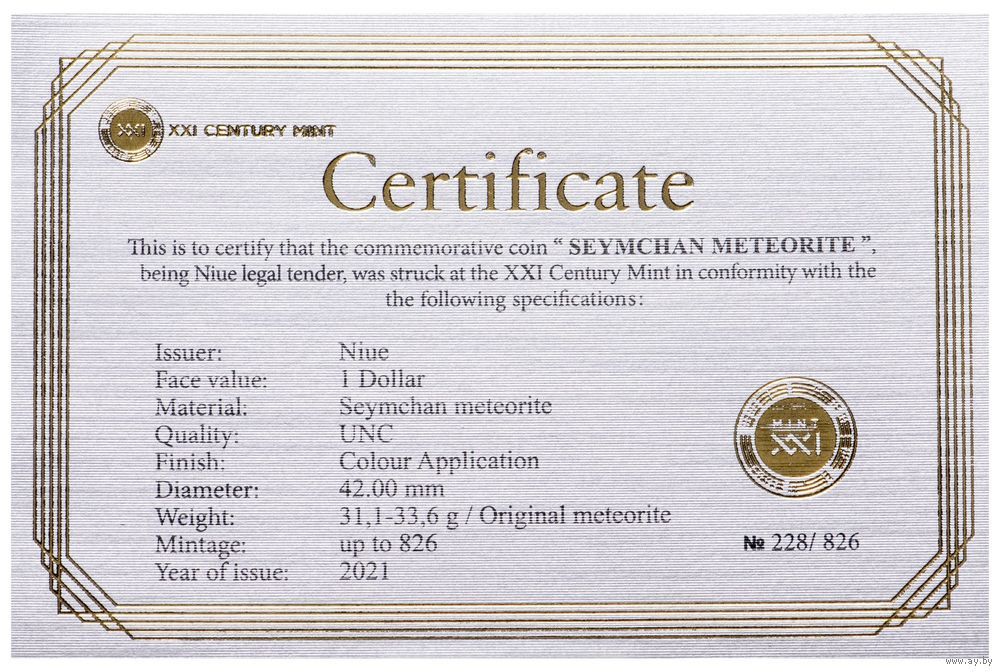 XXI XXI CENTURY MINT
Certificate
This is to certify that the commemorative coin “ SEYMCHAN METEORITE ”,
being Niue legal tender, was struck at the XXI Century Mint in conformity with the
the following specifications:
Issuer: Niue
Face value: 1 Dollar
Material: Seymchan meteorite
Quality: UNC
Finish: Colour Application
Diameter: 42.00 mm
Weight: 31,1-33,6 g / Original meteorite
Mintage: up to 826
Year of issue: 2021
MINT
XXI
№ 228/ 826
www.ay.by